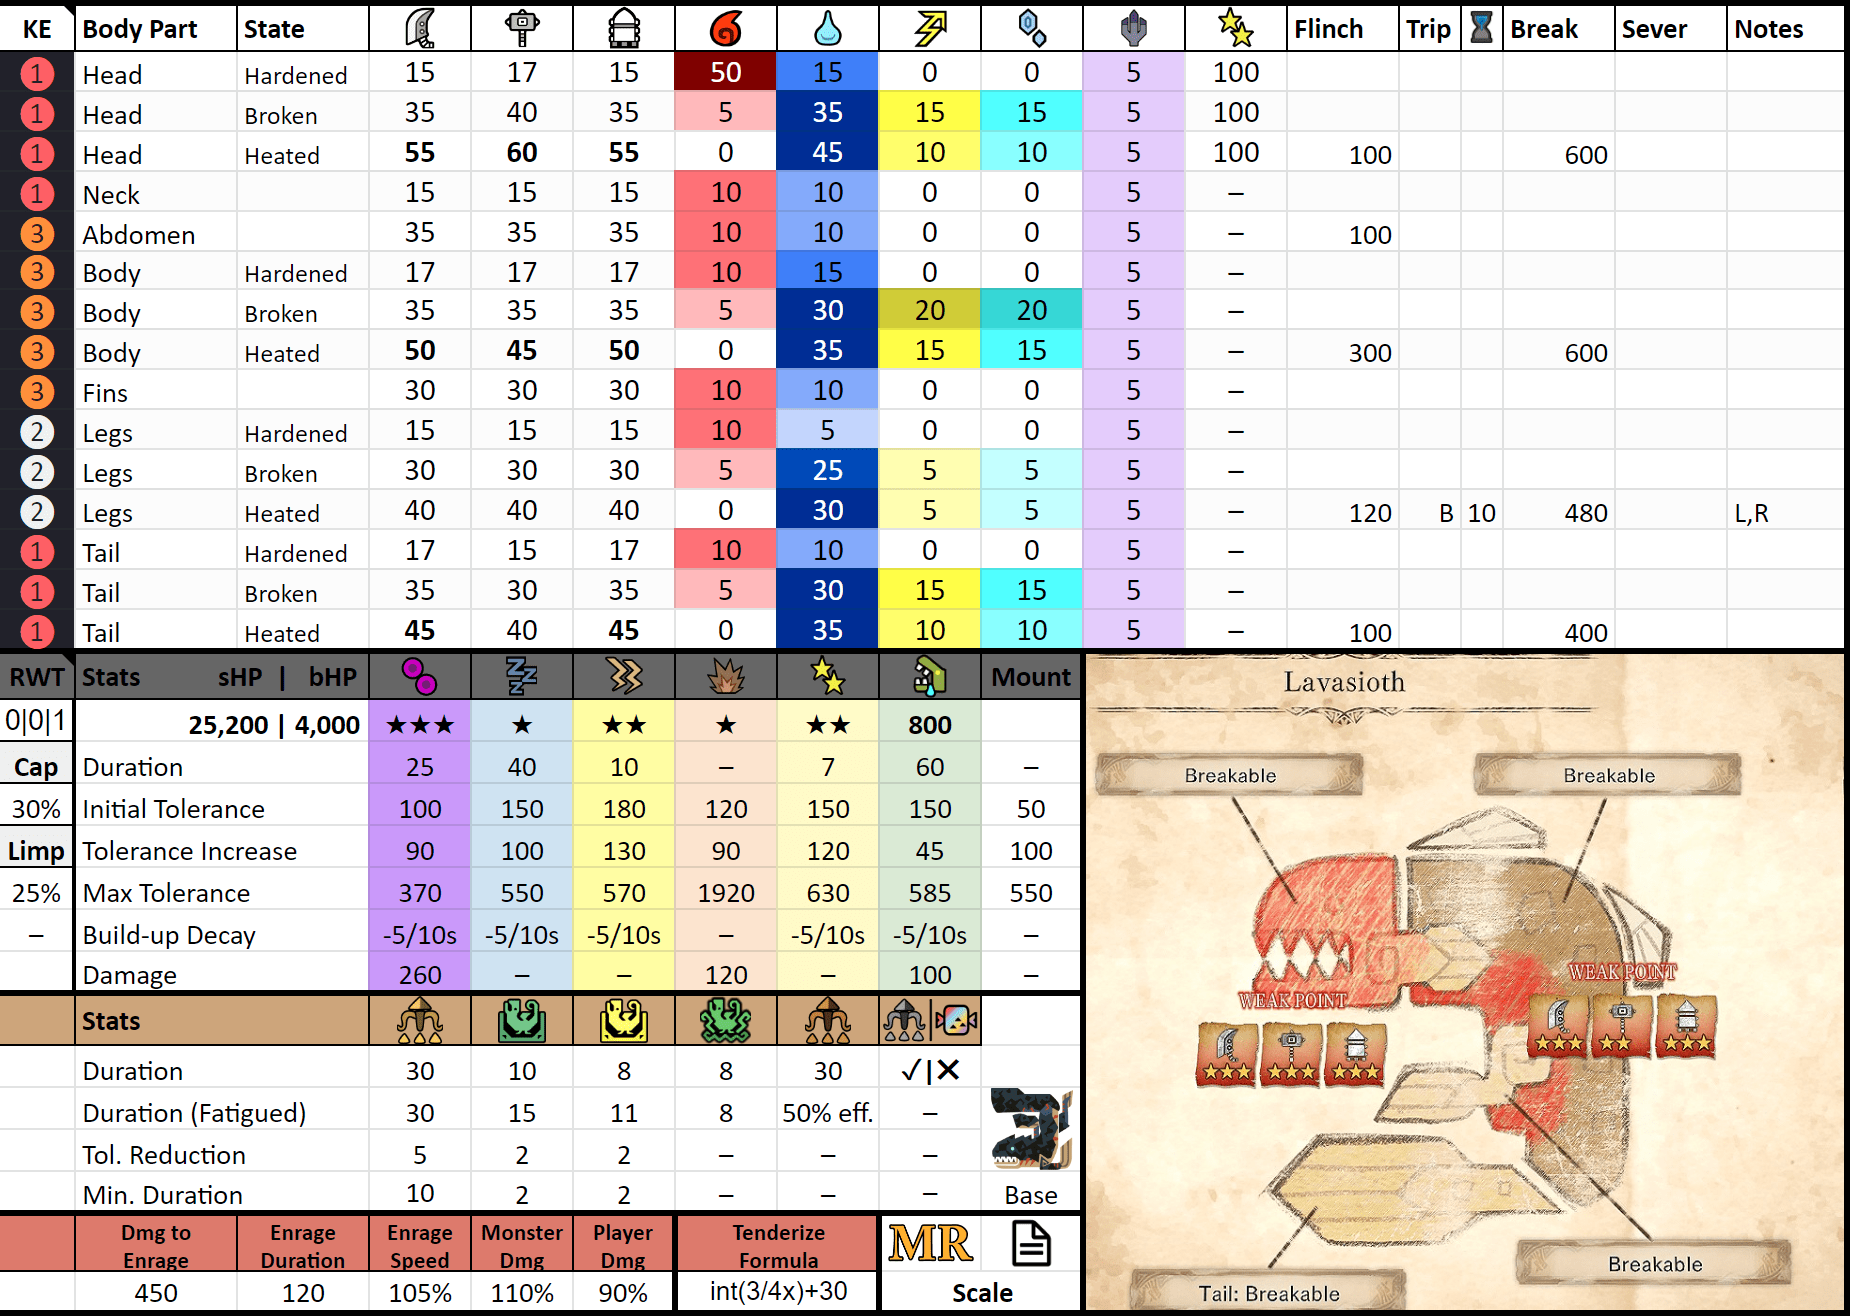 KE Body Part State Flinch Trip Break Sever Notes
1 Head Hardened 15 17 15 50 15 0 0 5 100
1 Head Broken 35 40 35 5 35 15 15 5 100
1 Head Heated 55 60 55 0 45 10 10 5 100 100 600
1 Neck 15 15 15 10 10 0 0 5 –
3 Abdomen 35 35 35 10 10 0 0 5 – 100
3 Body Hardened 17 17 17 10 15 0 0 5 –
3 Body Broken 35 35 35 5 30 20 20 5 –
3 Body Heated 50 45 50 0 35 15 15 5 – 300 600
3 Fins 30 30 30 10 10 0 0 5 –
2 Legs Hardened 15 15 15 10 5 0 0 5 –
2 Legs Broken 30 30 30 5 25 5 5 5 –
2 Legs Heated 40 40 40 0 30 5 5 5 – 120 B 10 480 L,R
1 Tail Hardened 17 15 17 10 10 0 0 5 –
1 Tail Broken 35 30 35 5 30 15 15 5 –
1 Tail Heated 45 40 45 0 35 10 10 5 – 100 400
RWT Stats sHP | bHP Mount
0|0|1 25,200 | 4,000 ★★★ ★ ★★ ★ ★★ 800
Cap Duration 25 40 10 – 7 60 –
30% Initial Tolerance 100 150 180 120 150 150 50
Limp Tolerance Increase 90 100 130 90 120 45 100
25% Max Tolerance 370 550 570 1920 630 585 550
– Build-up Decay -5/10s -5/10s -5/10s – -5/10s -5/10s –
Damage 260 – – 120 – 100 –
Stats
Duration 30 10 8 8 30 ✓|✕
Duration (Fatigued) 30 15 11 8 50% eff. –
Tol. Reduction 5 2 2 – – –
Min. Duration 10 2 2 – – – Base
Dmg to Enrage Enrage Duration Enrage Speed Monster Dmg Player Dmg Tenderize Formula MR
450 120 105% 110% 90% int(3/4x)+30 Scale
Lavasioth
Breakable Breakable
WEAK POINT
WEAK POINT
Breakable
Tail: Breakable